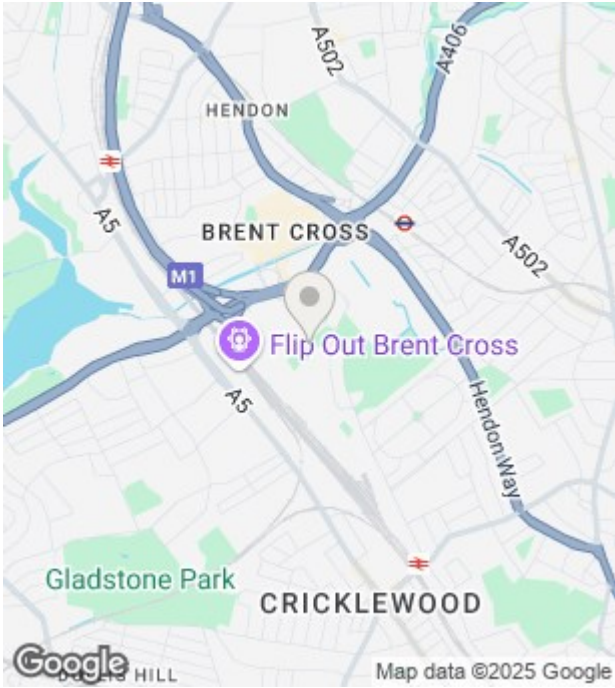 A502
A406
HENDON
A5
BRENT CROSS
A502
M1
Flip Out Brent Cross
A5
Hendon Way
Gladstone Park
CRICKLEWOOD
Google
HILL
Map data ©2025 Google